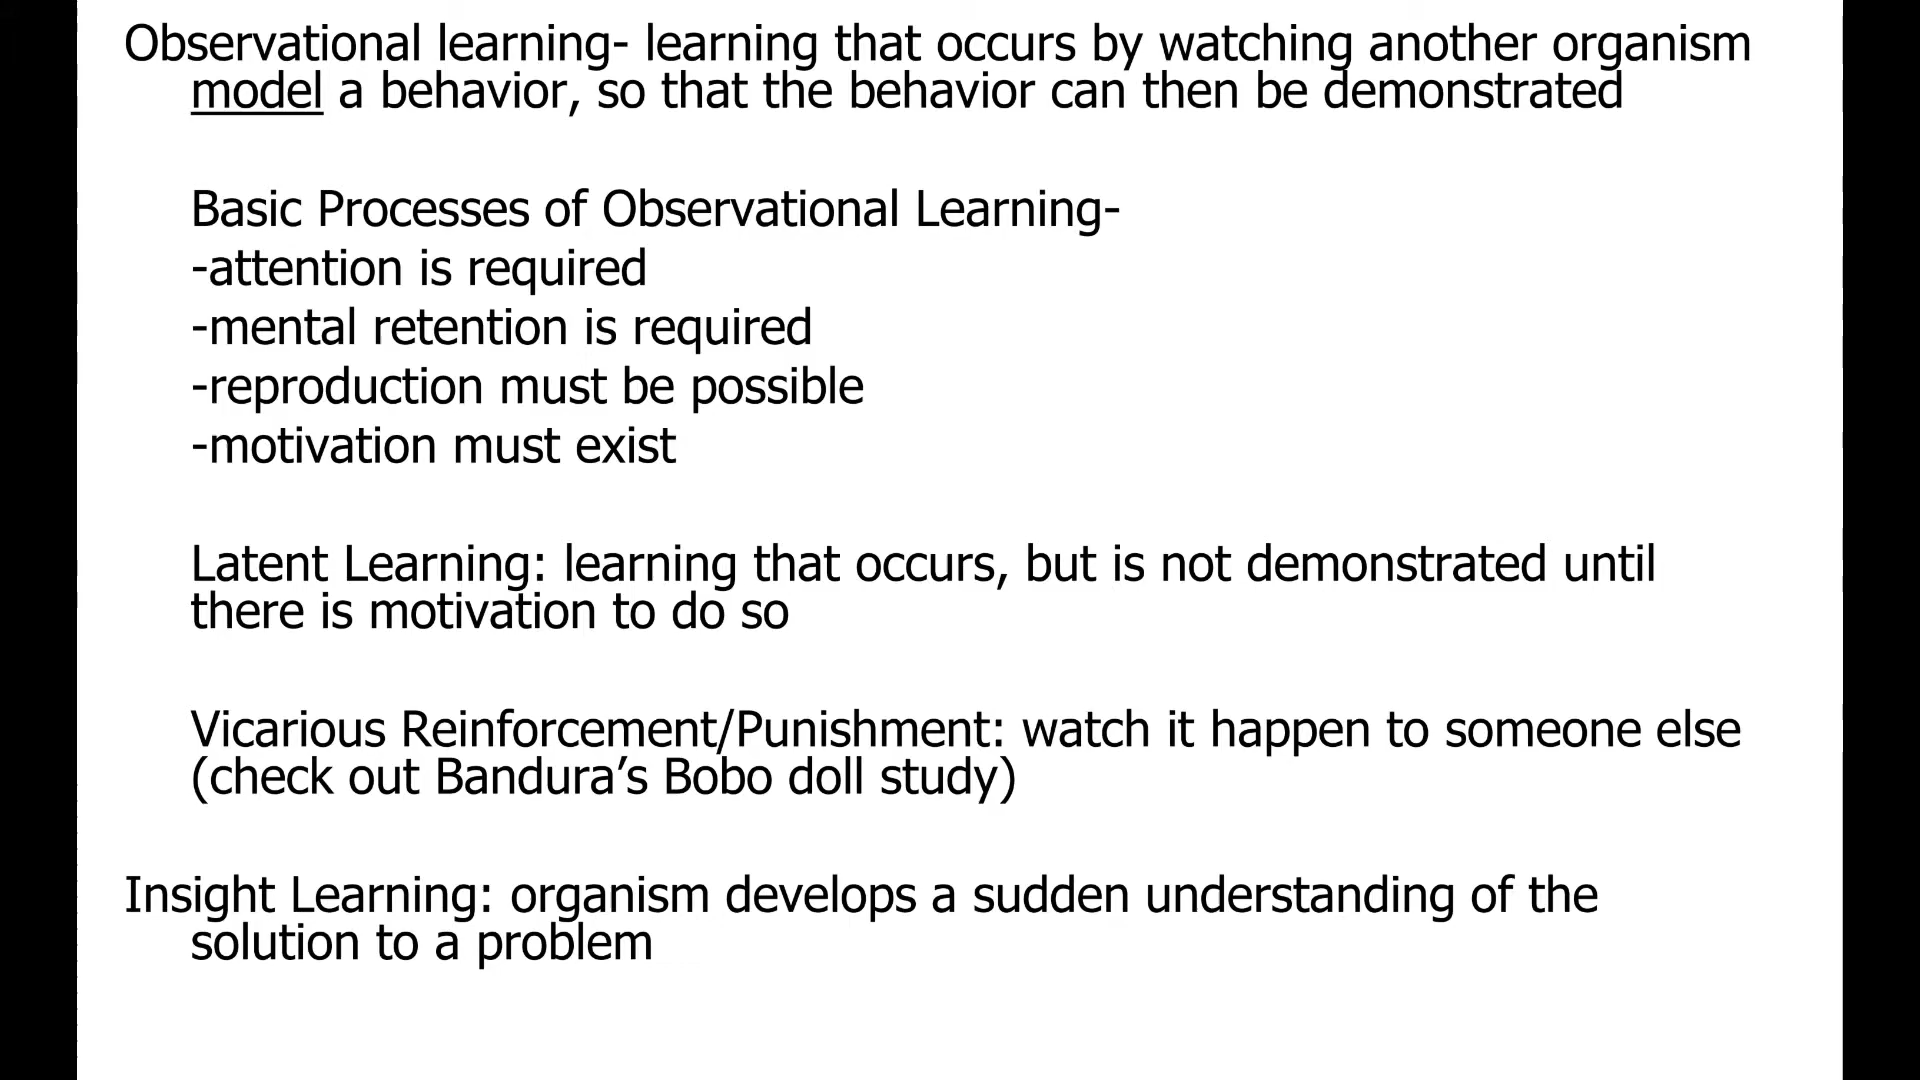 Observational learning- learning that occurs by watching another organism
model a behavior, so that the behavior can then be demonstrated
Basic Processes of Observational Learning-
-attention is required
-mental retention is required
-reproduction must be possible
-motivation must exist
Latent Learning: learning that occurs, but is not demonstrated until
there is motivation to do so
Vicarious Reinforcement/Punishment: watch it happen to someone else
(check out Bandura’s Bobo doll study)
Insight Learning: organism develops a sudden understanding of the
solution to a problem